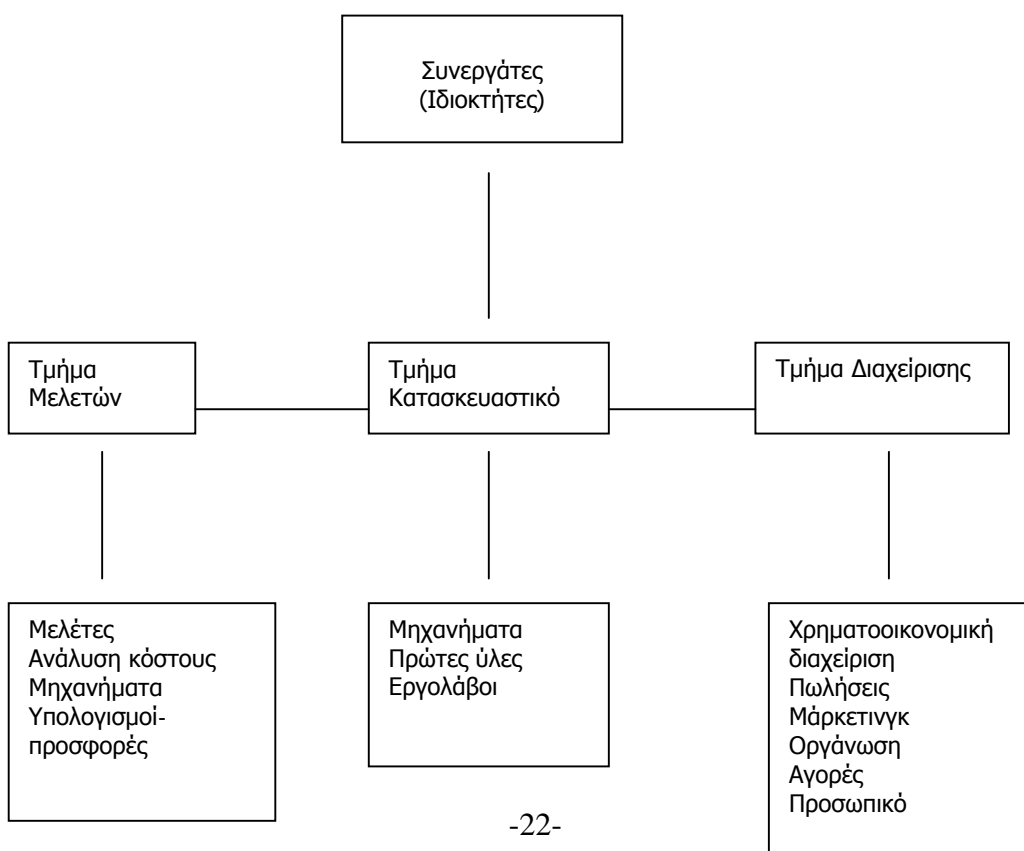 Συνεργάτες
(Ιδιοκτήτες)
Τμήμα
Μελετών
Τμήμα
Κατασκευαστικό
Τμήμα Διαχείρισης
Μελέτες
Ανάλυση κόστους
Μηχανήματα
Υπολογισμοί-
προσφορές
Μηχανήματα
Πρώτες ύλες
Εργολάβοι
Χρηματοοικονομική
διαχείριση
Πωλήσεις
Μάρκετινγκ
Οργάνωση
Αγορές
Προσωπικό
-22-